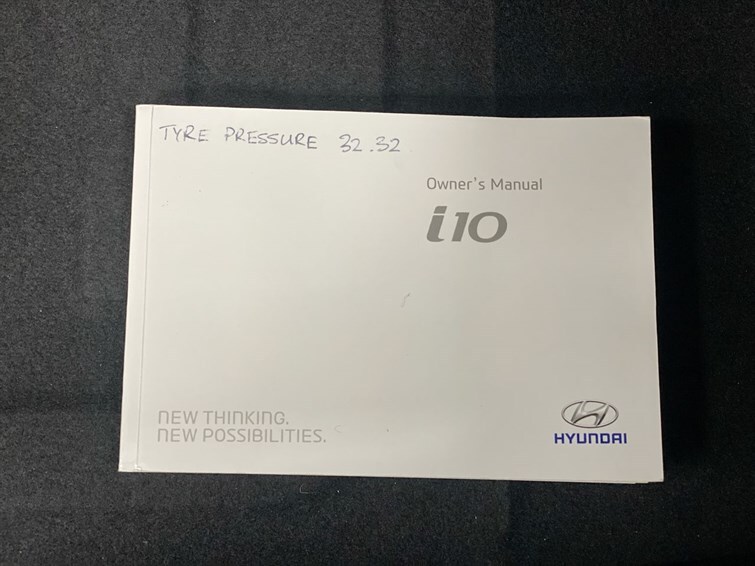 TYRE PRESSURE 32.32
Owner's Manual
i10
NEW THINKING.
NEW POSSIBILITIES.
HYUNDAI